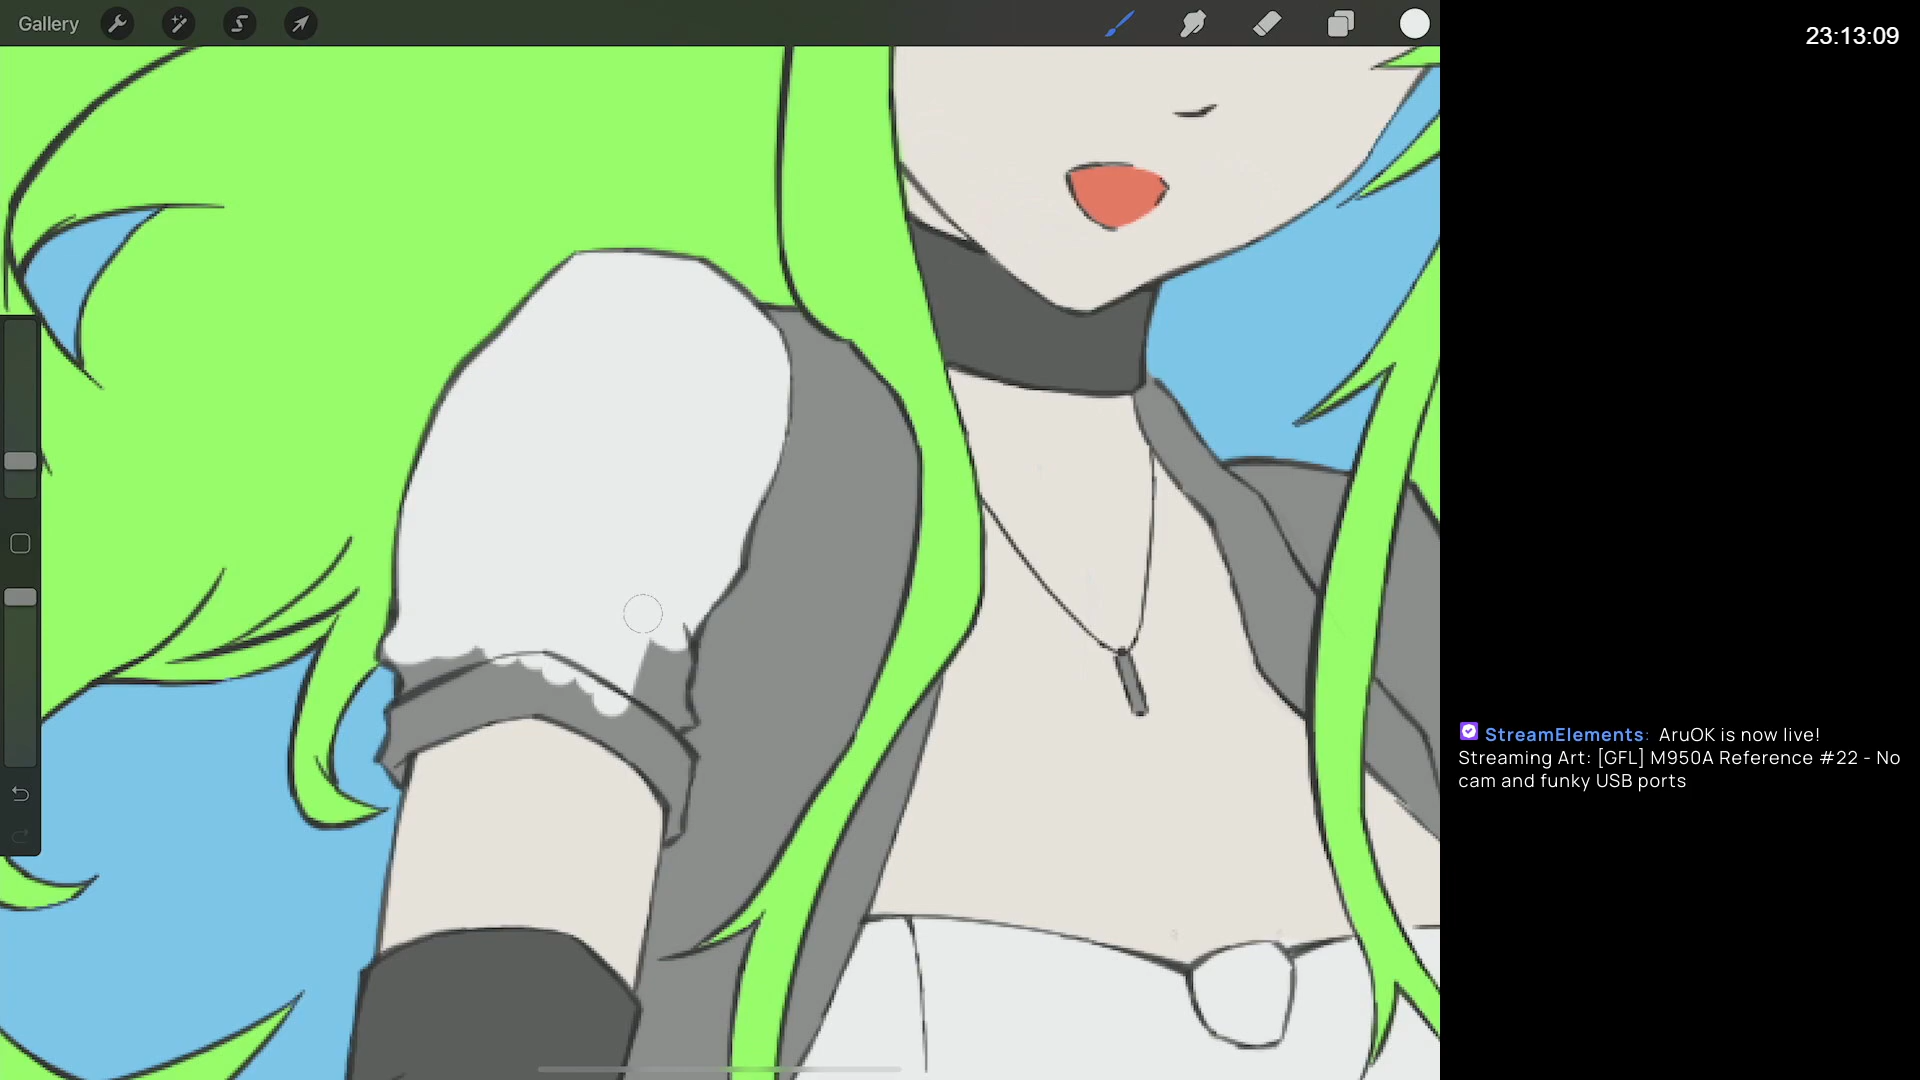 Gallery
23:13:09
StreamElements: AruOK is now live!
Streaming Art: [GFL] M950A Reference #22 - No
cam and funky USB ports